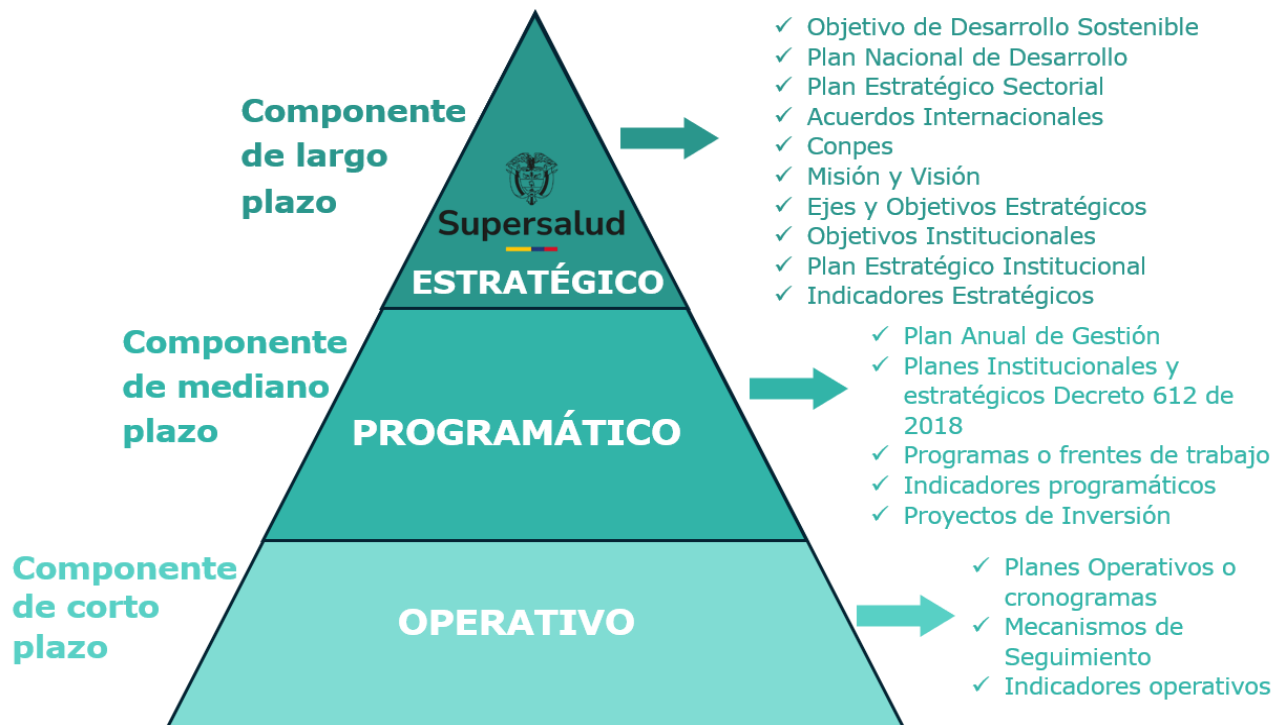 Componente
de largo
plazo
Supersalud
ESTRATÉGICO
✓ Objetivo de Desarrollo Sostenible
✓ Plan Nacional de Desarrollo
✓ Plan Estratégico Sectorial
✓ Acuerdos Internacionales
✓ Conpes
✓ Misión y Visión
✓ Ejes y Objetivos Estratégicos
✓ Objetivos Institucionales
✓ Plan Estratégico Institucional
✓ Indicadores Estratégicos
Componente
de mediano
plazo
PROGRAMÁTICO
✓ Plan Anual de Gestión
✓ Planes Institucionales y
estratégicos Decreto 612 de
2018
✓ Programas o frentes de trabajo
✓ Indicadores programáticos
✓ Proyectos de Inversión
Componente
de corto
plazo
OPERATIVO
✓ Planes Operativos o
cronogramas
✓ Mecanismos de
Seguimiento
✓ Indicadores operativos